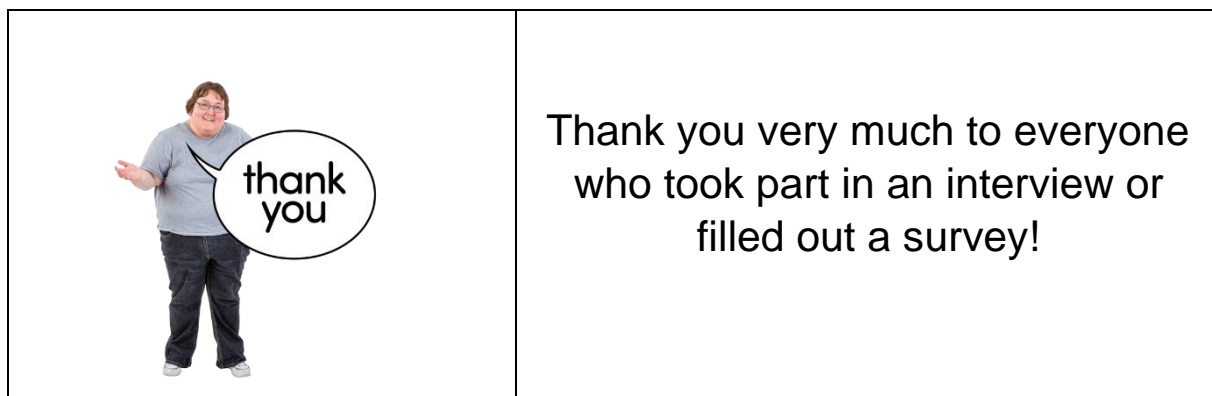 thank
you
Thank you very much to everyone
who took part in an interview or
filled out a survey!